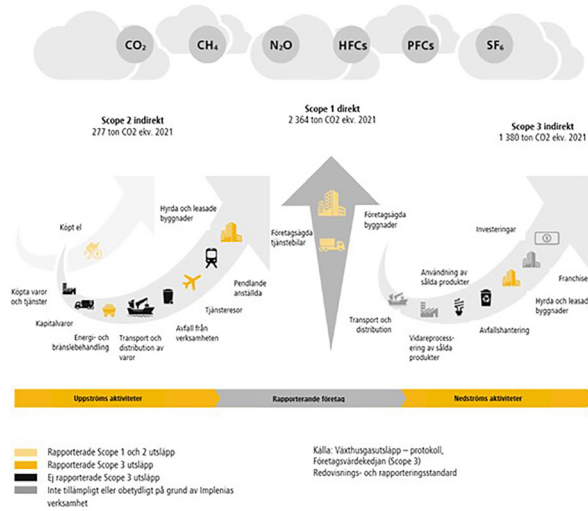 CO₂
CH₄
N₂O
HFCs
PFCs
SF₆
Scope 2 indirekt
277 ton CO2 ekv. 2021
Scope 1 direkt
2 364 ton CO2 ekv. 2021
Scope 3 indirekt
1 380 ton CO2 ekv. 2021
Köpt el
Hyrda och leasade
byggnader
Företagsägda
tjänstebilar
Företagsägda
byggnader
Investeringar
Köpta varor
och tjänster
Kapitalvaror
Energi- och
bränslebehandling
Transport och
distribution av
varor
Avfall från
verksamheten
Tjänsteresor
Pendlande
anställda
Transport och
distribution
Vidareprocess-
ering av sålda
produkter
Användning av
sålda produkter
Avfallshantering
Hyrda och leasade
byggnader
Franchise
Uppströms aktiviteter
Rapporterande företag
Nedströms aktiviteter
Rapporterade Scope 1 och 2 utsläpp
Rapporterade Scope 3 utsläpp
Ej rapporterade Scope 3 utsläpp
Inte tillämpligt eller obetydligt på grund av Implenias
verksamhet
Källa: Växthusgasutsläpp – protokoll,
Företagsvärdekedjan (Scope 3)
Redovisnings- och rapporteringsstandard